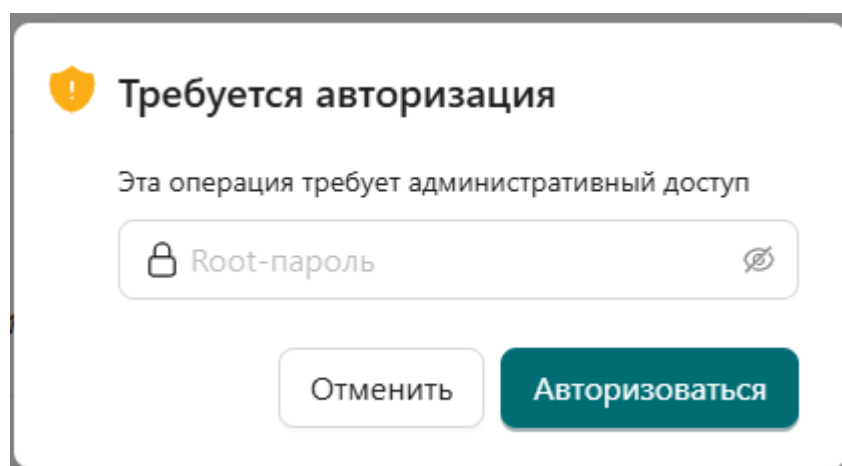 Требуется авторизация
Эта операция требует административный доступ
Root-пароль
Отменить
Авторизоваться